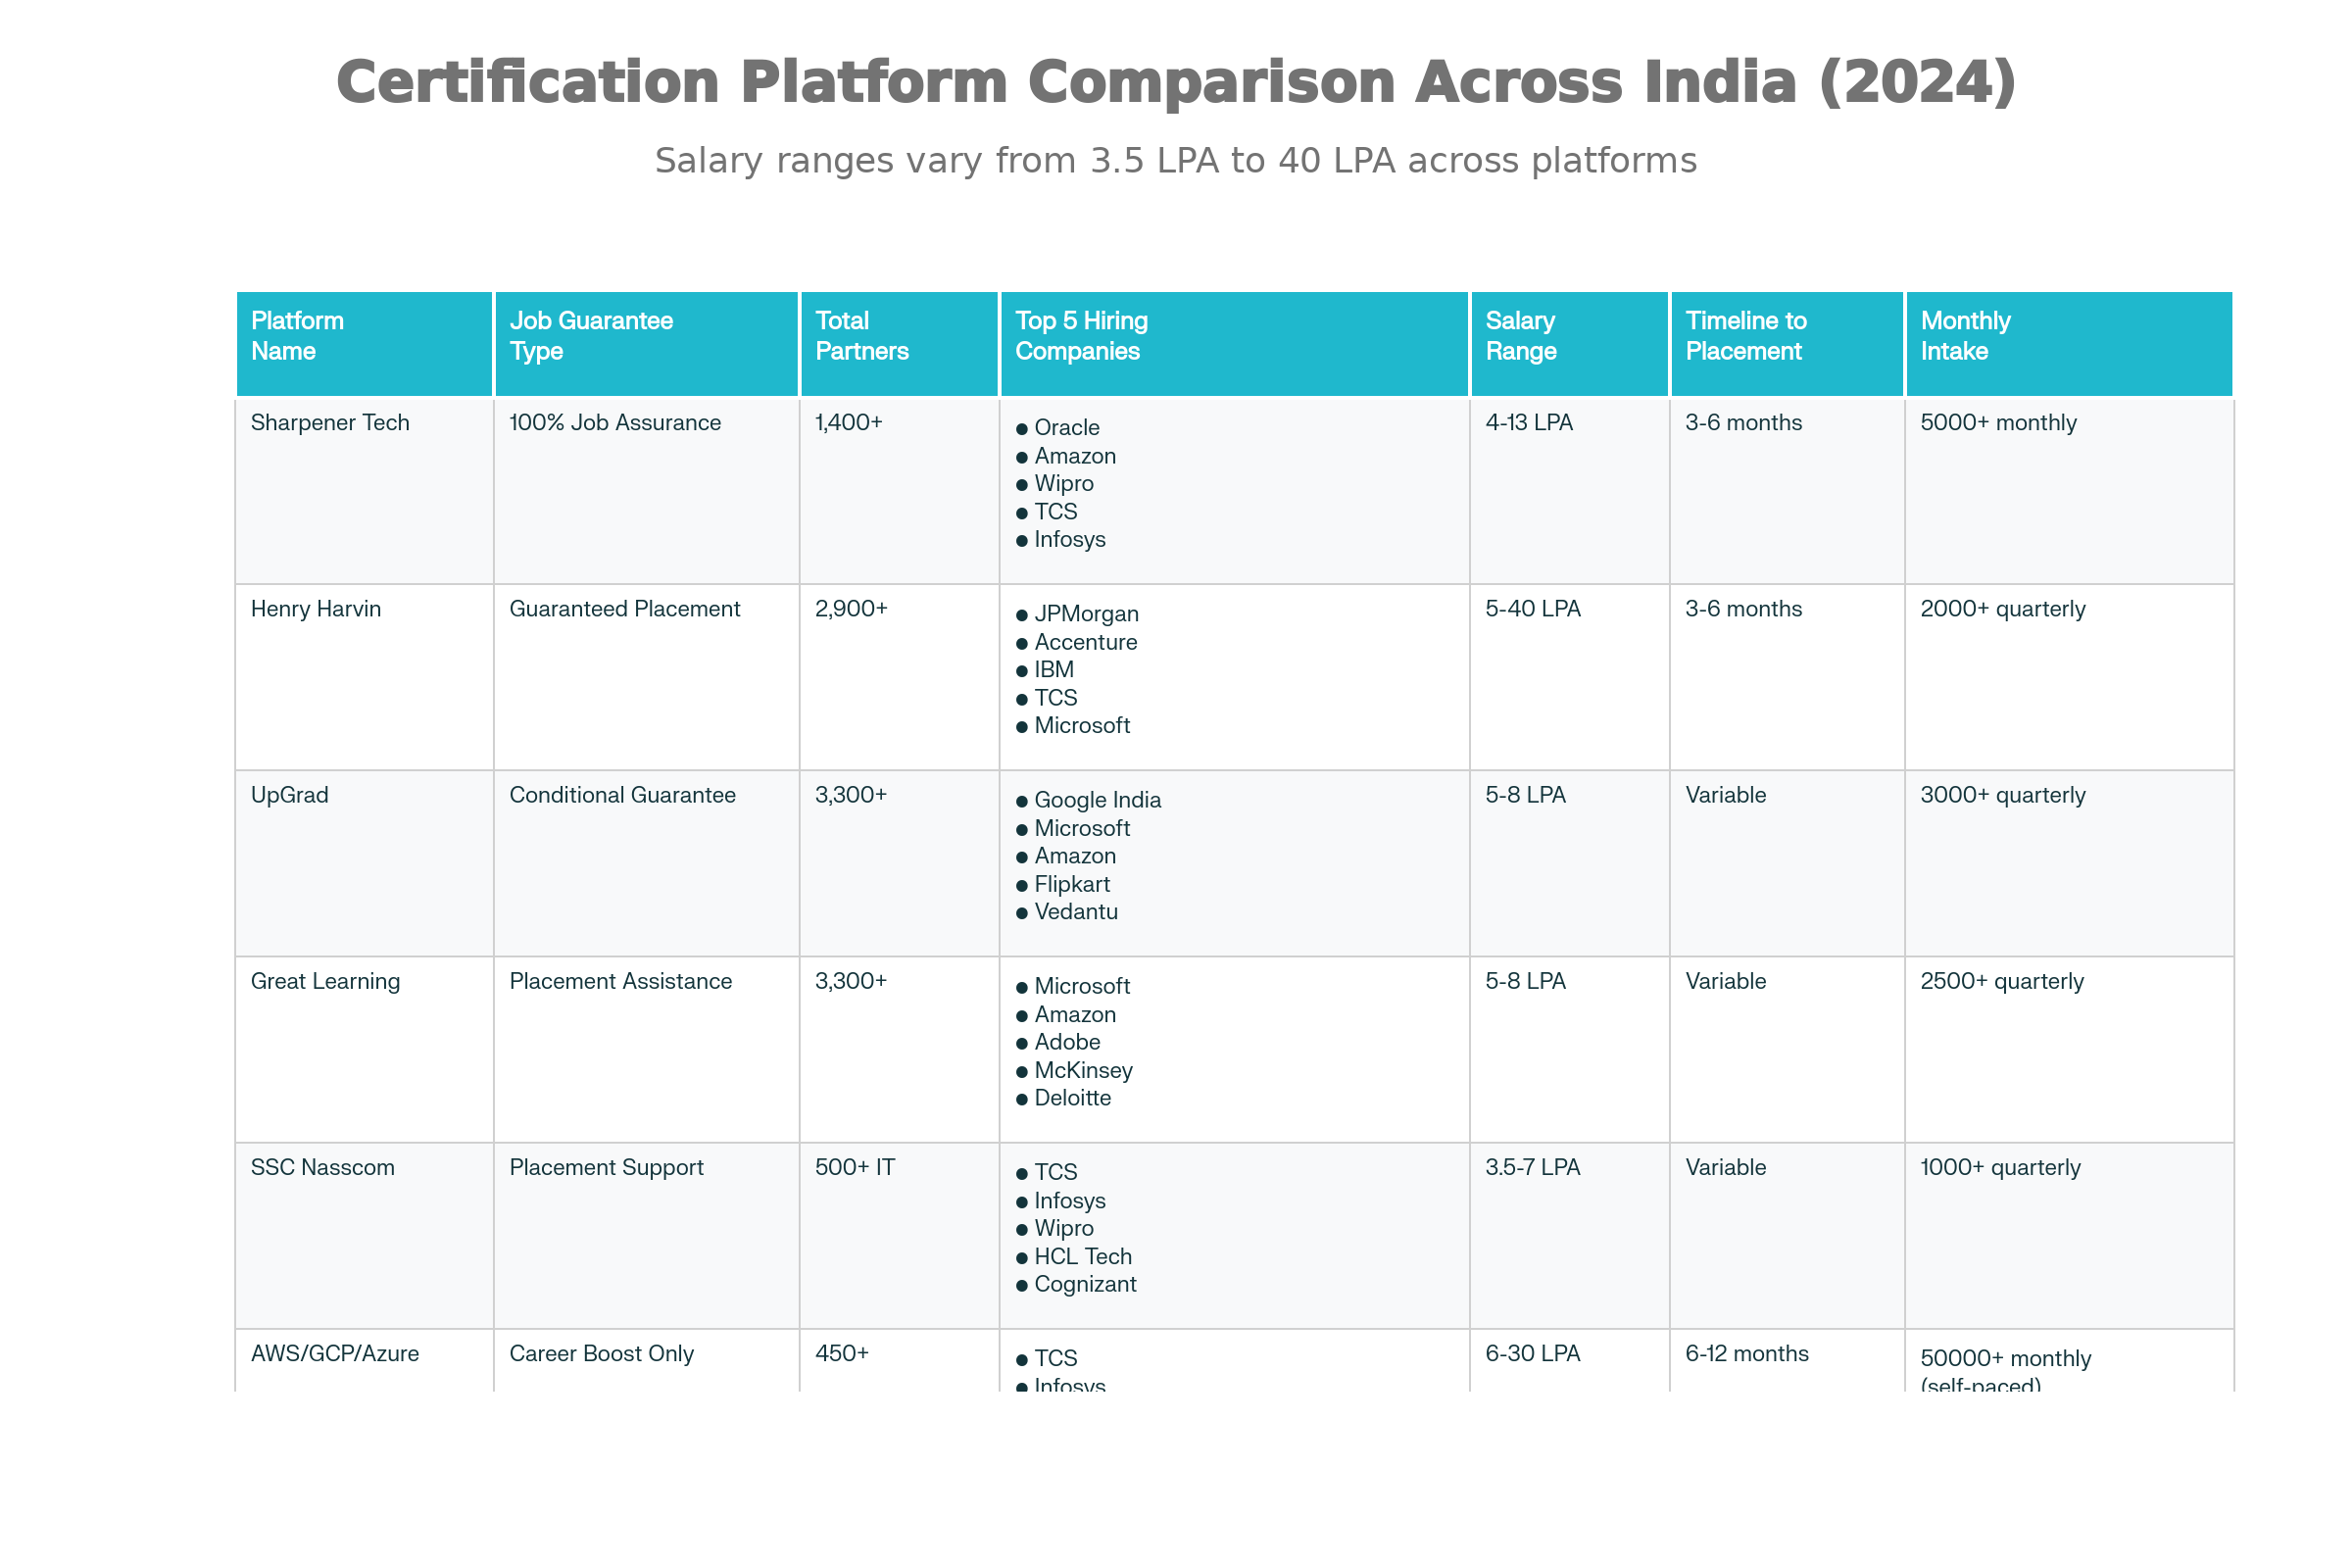 Certification Platform Comparison Across India (2024)
Salary ranges vary from 3.5 LPA to 40 LPA across platforms
Platform Name
Job Guarantee Type
Total Partners
Top 5 Hiring Companies
Salary Range
Timeline to Placement
Monthly Intake
Sharpener Tech
100% Job Assurance
1,400+
● Oracle
● Amazon
● Wipro
● TCS
● Infosys
4-13 LPA
3-6 months
5000+ monthly
Henry Harvin
Guaranteed Placement
2,900+
● JPMorgan
● Accenture
● IBM
● TCS
● Microsoft
5-40 LPA
3-6 months
2000+ quarterly
UpGrad
Conditional Guarantee
3,300+
● Google India
● Microsoft
● Amazon
● Flipkart
● Vedantu
5-8 LPA
Variable
3000+ quarterly
Great Learning
Placement Assistance
3,300+
● Microsoft
● Amazon
● Adobe
● McKinsey
● Deloitte
5-8 LPA
Variable
2500+ quarterly
SSC Nasscom
Placement Support
500+ IT
● TCS
● Infosys
● Wipro
● HCL Tech
● Cognizant
3.5-7 LPA
Variable
1000+ quarterly
AWS/GCP/Azure
Career Boost Only
450+
● TCS
● Infosys
6-30 LPA
6-12 months
50000+ monthly
(self-paced)